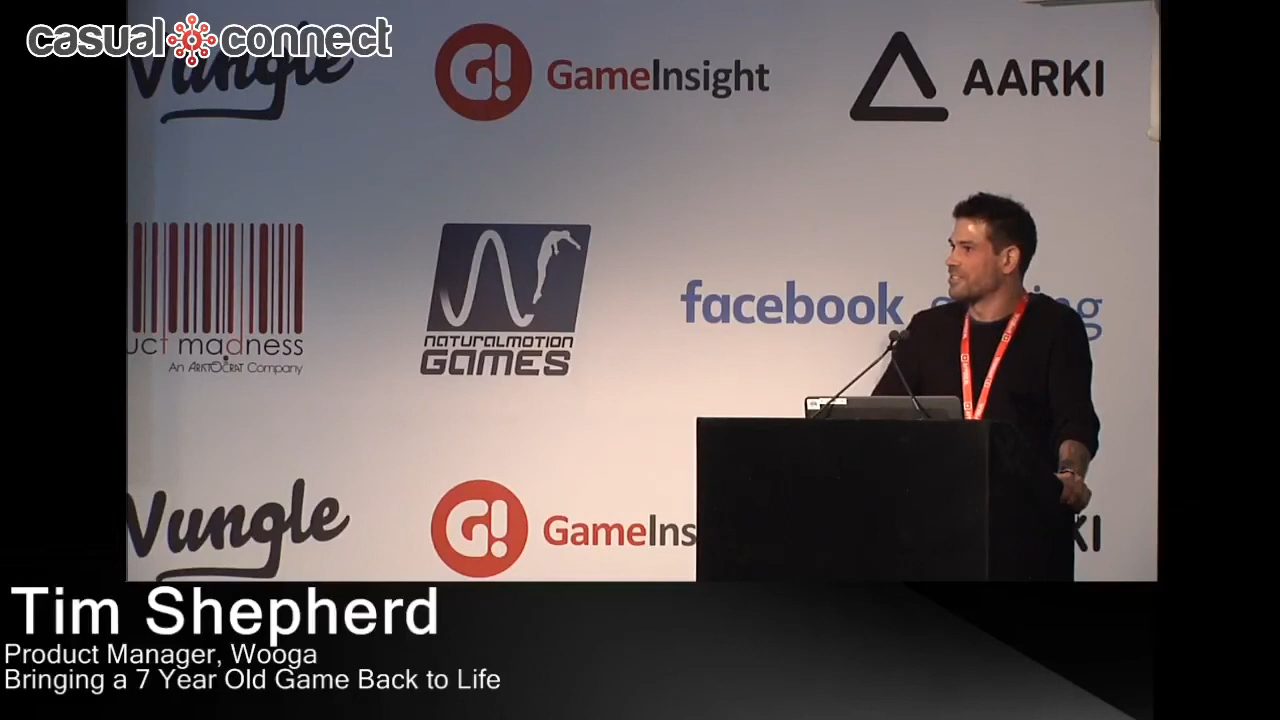 casual connect
Vungle
G! GameInsight
AARKI
uct madness
An ARISTOCRAT Company
NATURALMOTION
GAMES
facebook
Vungle
G! GameIns
KI
Tim Shepherd
Product Manager, Wooga
Bringing a 7 Year Old Game Back to Life